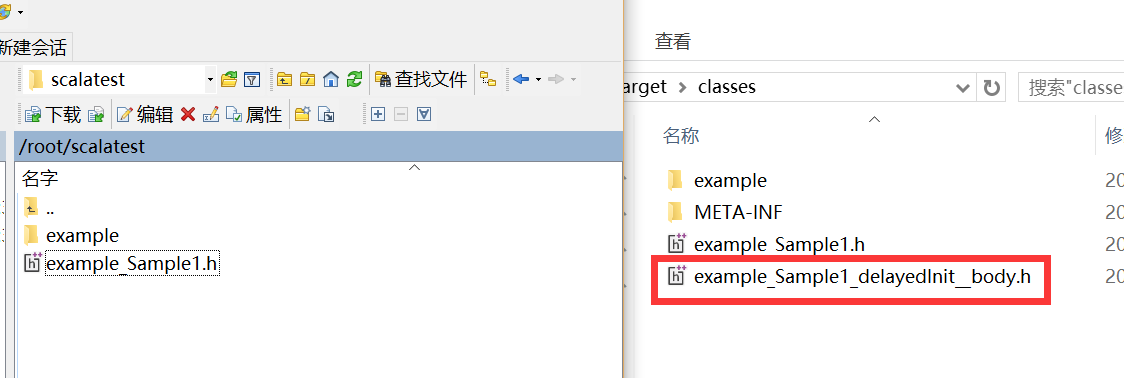 新建会话
scalatest
查找文件
下载 编辑 属性
/root/scalatest
名字
..
example
example_Sample1.h
查看
arget > classes
搜索"classe
名称
修
example
20
META-INF
20
example_Sample1.h
20
example_Sample1_delayedInit__body.h
20